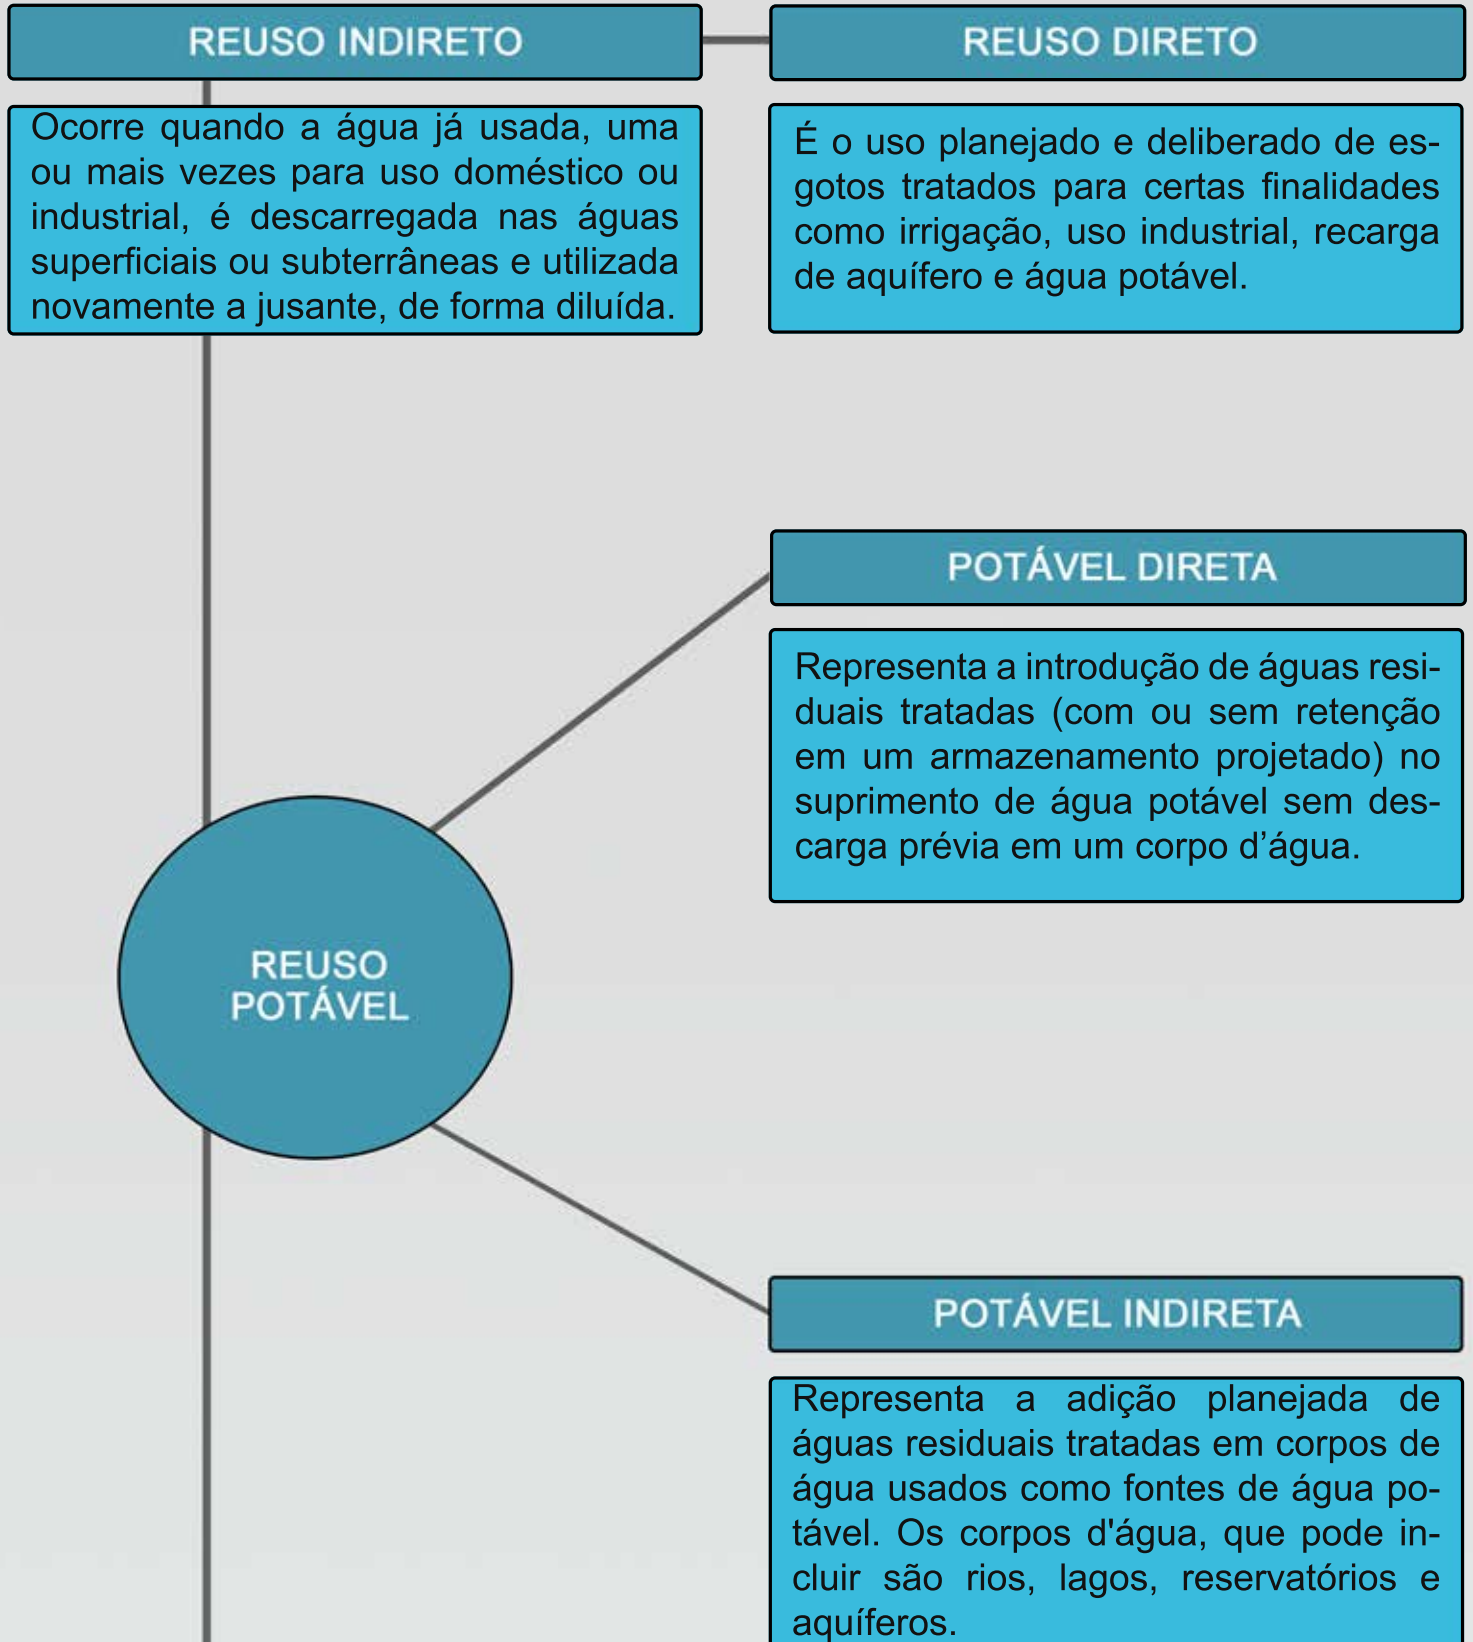 REUSO INDIRETO
Ocorre quando a água já usada, uma
ou mais vezes para uso doméstico ou
industrial, é descarregada nas águas
superficiais ou subterrâneas e utilizada
novamente a jusante, de forma diluída.
REUSO DIRETO
É o uso planejado e deliberado de es-
gotos tratados para certas finalidades
como irrigação, uso industrial, recarga
de aquífero e água potável.
POTÁVEL DIRETA
Representa a introdução de águas resi-
duais tratadas (com ou sem retenção
em um armazenamento projetado) no
suprimento de água potável sem des-
carga prévia em um corpo d’água.
REUSO
POTÁVEL
POTÁVEL INDIRETA
Representa a adição planejada de
águas residuais tratadas em corpos de
água usados como fontes de água po-
tável. Os corpos d'água, que pode in-
cluir são rios, lagos, reservatórios e
aquíferos.